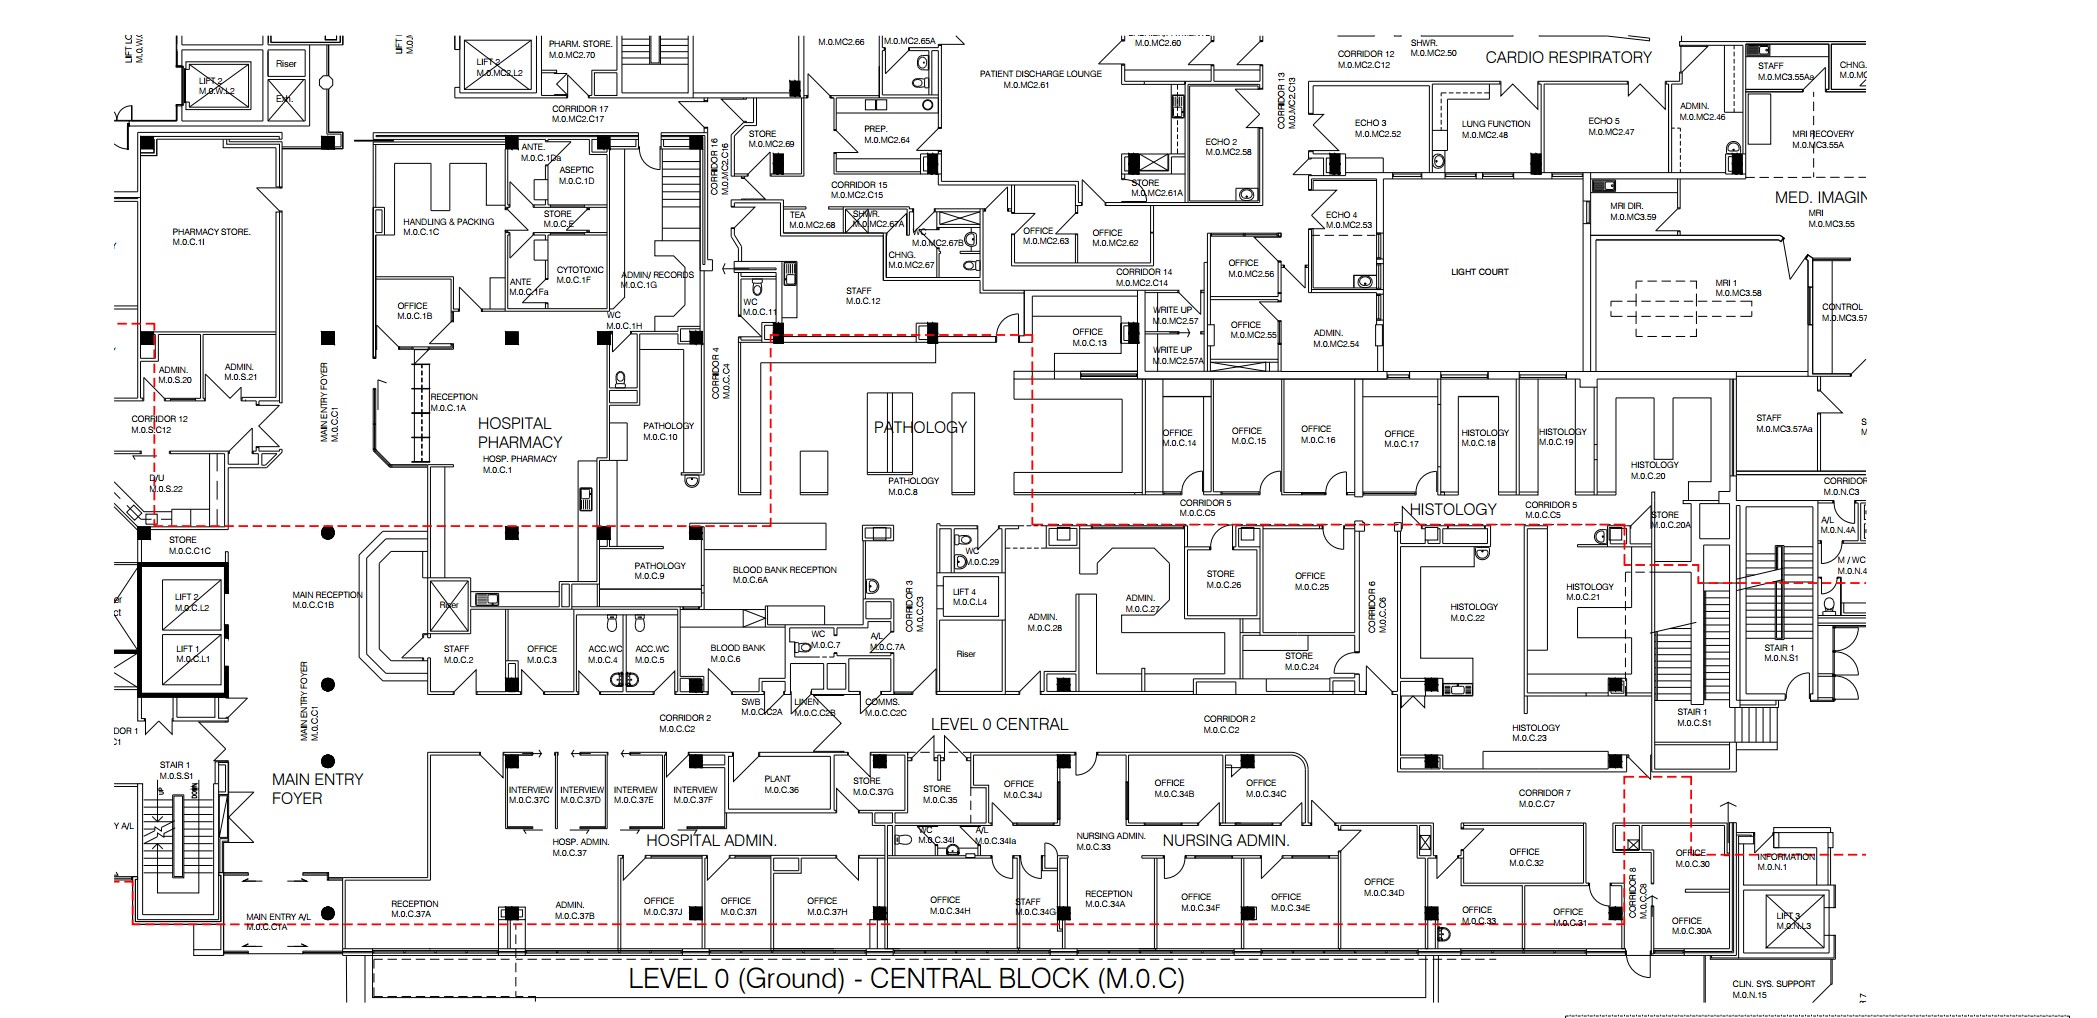 LIFT 2
M.0.W.L2
Riser
Exh.
LIFT 2
M.0.MC2.L2
PHARM. STORE.
M.0.MC2.70
M.0.MC2.66
M.0.MC2.65A
M.0.MC2.60
PATIENT DISCHARGE LOUNGE
M.0.MC2.61
CORRIDOR 13
M.0.MC2.C13
CORRIDOR 12
M.0.MC2.C12
SHWR.
M.0.MC2.50
CARDIO RESPIRATORY
STAFF
M.0.MC3.55Aa
CHNG.
CORRIDOR 17
M.0.MC2.C17
CORRIDOR 16
M.0.MC2.C16
STORE
M.0.MC2.69
PREP.
M.0.MC2.64
ECHO 2
M.0.MC2.58
ECHO 3
M.0.MC2.52
LUNG FUNCTION
M.0.MC2.48
ECHO 5
M.0.MC2.47
ADMIN.
M.0.MC2.46
MRI RECOVERY
M.0.MC3.55A
ANTE.
M.0.C.1Da
ASEPTIC
M.0.C.1D
HANDLING & PACKING
M.0.C.1C
STORE
M.0.C.E
PHARMACY STORE.
M.0.C.1I
CORRIDOR 15
M.0.MC2.C15
STORE
M.0.MC2.61A
TEA
M.0.MC2.68
SHWR.
M.0.MC2.67A
WC
M.0.MC2.67B
CHNG.
M.0.MC2.67
OFFICE
M.0.MC2.63
OFFICE
M.0.MC2.62
ECHO 4
M.0.MC2.53
MRI DIR.
M.0.MC3.59
MED. IMAGIN
MRI
M.0.MC3.55
ANTE
M.0.C.1Fa
CYTOTOXIC
M.0.C.1F
ADMIN/ RECORDS
M.0.C.1G
OFFICE
M.0.C.1B
WC
M.0.C.1H
WC
M.0.C.11
STAFF
M.0.C.12
CORRIDOR 14
M.0.MC2.C14
OFFICE
M.0.MC2.56
LIGHT COURT
MRI 1
M.0.MC3.58
CONTROL
M.0.MC3.57
WRITE UP
M.0.MC2.57
WRITE UP
M.0.MC2.57A
OFFICE
M.0.MC2.55
ADMIN.
M.0.MC2.54
OFFICE
M.0.C.13
ADMIN.
M.0.S.20
ADMIN.
M.0.S.21
MAIN ENTRY FOYER
M.0.C.C1
CORRIDOR 4
M.0.C.C4
CORRIDOR 12
M.0.S.C12
RECEPTION
M.0.C.1A
HOSPITAL
PHARMACY
HOSP. PHARMACY
M.0.C.1
PATHOLOGY
M.0.C.10
PATHOLOGY
PATHOLOGY
M.0.C.8
OFFICE
M.0.C.14
OFFICE
M.0.C.15
OFFICE
M.0.C.16
OFFICE
M.0.C.17
HISTOLOGY
M.0.C.18
HISTOLOGY
M.0.C.19
HISTOLOGY
M.0.C.20
STAFF
M.0.MC3.57Aa
D/U
M.0.S.22
CORRIDOR 5
M.0.C.C5
HISTOLOGY
CORRIDOR 5
M.0.C.C5
STORE
M.0.C.20A
CORRIDOR
M.0.N.C3
A/L
M.0.N.4A
M / WC
M.0.N.4
STORE
M.0.C.C1C
LIFT 2
M.0.C.L2
LIFT 1
M.0.C.L1
MAIN RECEPTION
M.0.C.C1B
Riser
PATHOLOGY
M.0.C.9
BLOOD BANK RECEPTION
M.0.C.6A
CORRIDOR 3
M.0.C.C3
WC
M.0.C.29
LIFT 4
M.0.C.L4
Riser
ADMIN.
M.0.C.28
ADMIN.
M.0.C.27
STORE
M.0.C.26
OFFICE
M.0.C.25
STORE
M.0.C.24
CORRIDOR 6
M.0.C.C6
HISTOLOGY
M.0.C.22
HISTOLOGY
M.0.C.21
STAIR 1
M.0.N.S1
STAFF
M.0.C.2
OFFICE
M.0.C.3
ACC.WC
M.0.C.4
ACC.WC
M.0.C.5
BLOOD BANK
M.0.C.6
WC
M.0.C.7
A/L
M.0.C.7A
MAIN ENTRY FOYER
M.0.C.C1
SWB
M.0.C.C2A
LINEN
M.0.C.C2B
COMMS.
M.0.C.C2C
CORRIDOR 2
M.0.C.C2
LEVEL 0 CENTRAL
CORRIDOR 2
M.0.C.C2
HISTOLOGY
M.0.C.23
STAIR 1
M.0.C.S1
DOR 1
C1
STAIR 1
M.0.S.S1
UP
DOWN
MAIN ENTRY
FOYER
INTERVIEW
M.0.C.37C
INTERVIEW
M.0.C.37D
INTERVIEW
M.0.C.37E
INTERVIEW
M.0.C.37F
PLANT
M.0.C.36
STORE
M.0.C.37G
STORE
M.0.C.35
OFFICE
M.0.C.34J
OFFICE
M.0.C.34B
OFFICE
M.0.C.34C
CORRIDOR 7
M.0.C.C7
Y A/L
HOSP. ADMIN.
M.0.C.37
HOSPITAL ADMIN.
WC
M.0.C.34I
A/L
M.0.C.34Ia
NURSING ADMIN.
M.0.C.33
NURSING ADMIN.
OFFICE
M.0.C.32
OFFICE
M.0.C.30
INFORMATION
M.0.N.1
MAIN ENTRY A/L
M.0.C.C1A
RECEPTION
M.0.C.37A
ADMIN.
M.0.C.37B
OFFICE
M.0.C.37J
OFFICE
M.0.C.37I
OFFICE
M.0.C.37H
OFFICE
M.0.C.34H
STAFF
M.0.C.34G
RECEPTION
M.0.C.34A
OFFICE
M.0.C.34F
OFFICE
M.0.C.34E
OFFICE
M.0.C.34D
OFFICE
M.0.C.33
OFFICE
M.0.C.31
CORRIDOR 8
M.0.C.C8
OFFICE
M.0.C.30A
LIFT 3
M.0.N.L3
LEVEL 0 (Ground) - CENTRAL BLOCK (M.0.C)
CLIN. SYS. SUPPORT
M.0.N.15